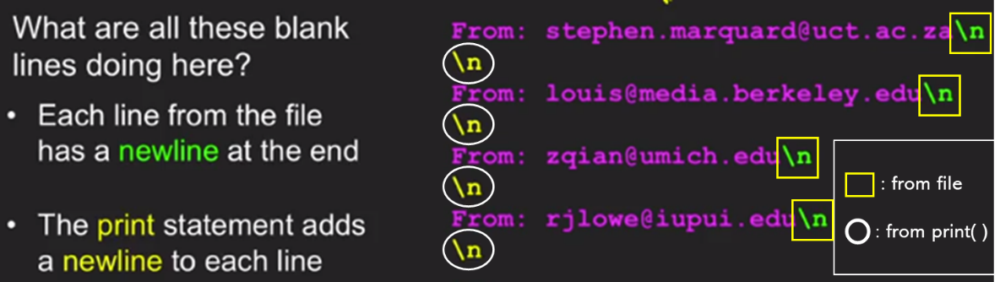 What are all these blank
lines doing here?
• Each line from the file
has a newline at the end
• The print statement adds
a newline to each line
From: stephen.marquard@uct.ac.za\n
\n
From: louis@media.berkeley.edu\n
\n
From: zqian@umich.edu\n
\n
From: rjlowe@iupui.edu\n
\n
: from file
: from print( )